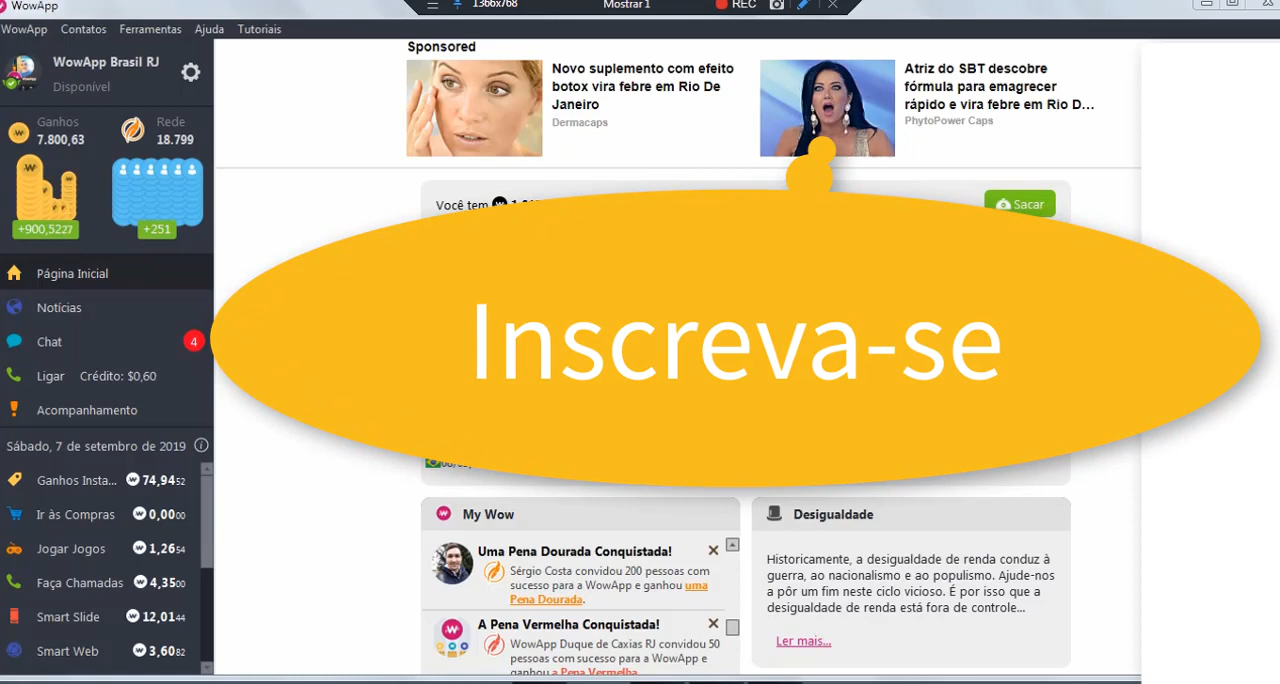 WowApp
1366x768
Mostrar 1
REC
WowApp Contatos Ferramentas Ajuda Tutoriais
WowApp Brasil RJ
Disponível
Ganhos
7.800,63
Rede
18.799
+900,5227
+251
Página Inicial
Notícias
Chat
4
Ligar Crédito: $0,60
Acompanhamento
Sábado, 7 de setembro de 2019
Ganhos Insta... 74,9452
Ir às Compras 0,0000
Jogar Jogos 1,2654
Faça Chamadas 4,3500
Smart Slide 12,0144
Smart Web 3,6082
Sponsored
Novo suplemento com efeito
botox vira febre em Rio De
Janeiro
Dermacaps
Atriz do SBT descobre
fórmula para emagrecer
rápido e vira febre em Rio D...
PhytoPower Caps
Você tem
Sacar
Inscreva-se
My Wow
Uma Pena Dourada Conquistada!
Sérgio Costa convidou 200 pessoas com
sucesso para a WowApp e ganhou uma
Pena Dourada.
A Pena Vermelha Conquistada!
WowApp Duque de Caxias RJ convidou 50
pessoas com sucesso para a WowApp e
ganhou a Pena Vermelha
Desigualdade
Historicamente, a desigualdade de renda conduz à
guerra, ao nacionalismo e ao populismo. Ajude-nos
a pôr um fim neste ciclo vicioso. É por isso que a
desigualdade de renda está fora de controle...
Ler mais...